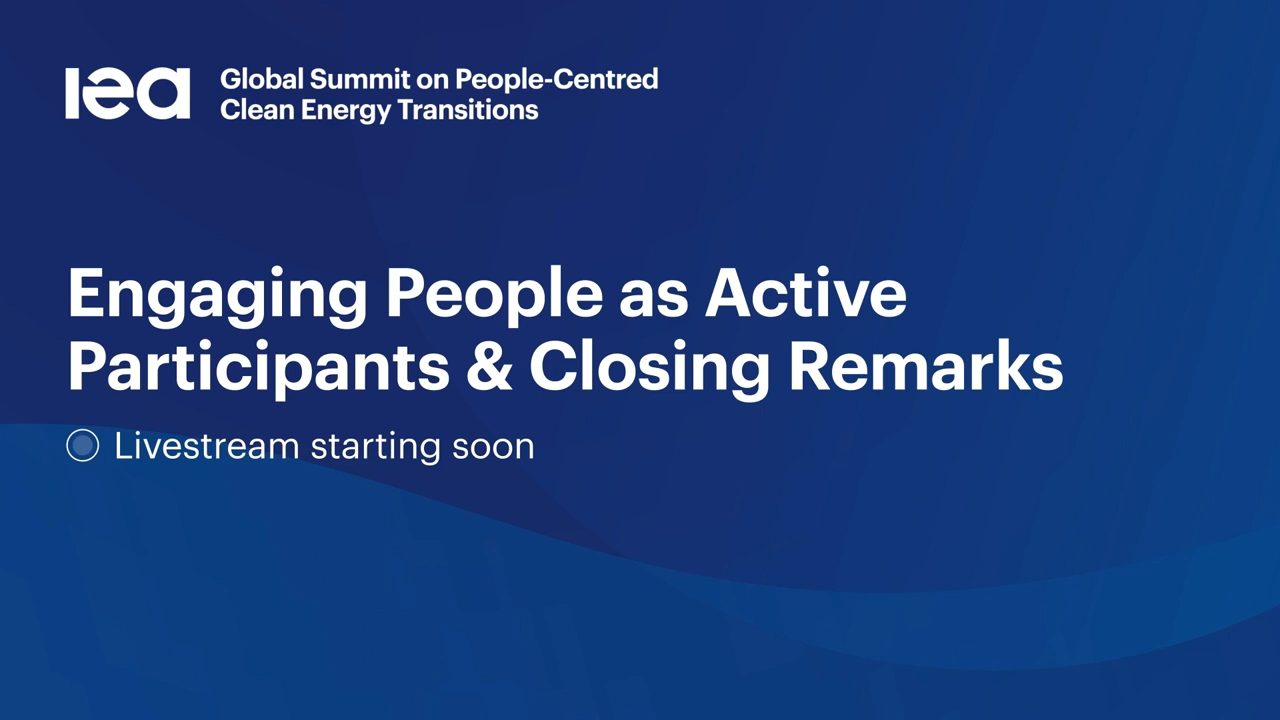 iea
Global Summit on People-Centred
Clean Energy Transitions
Engaging People as Active
Participants & Closing Remarks
Livestream starting soon